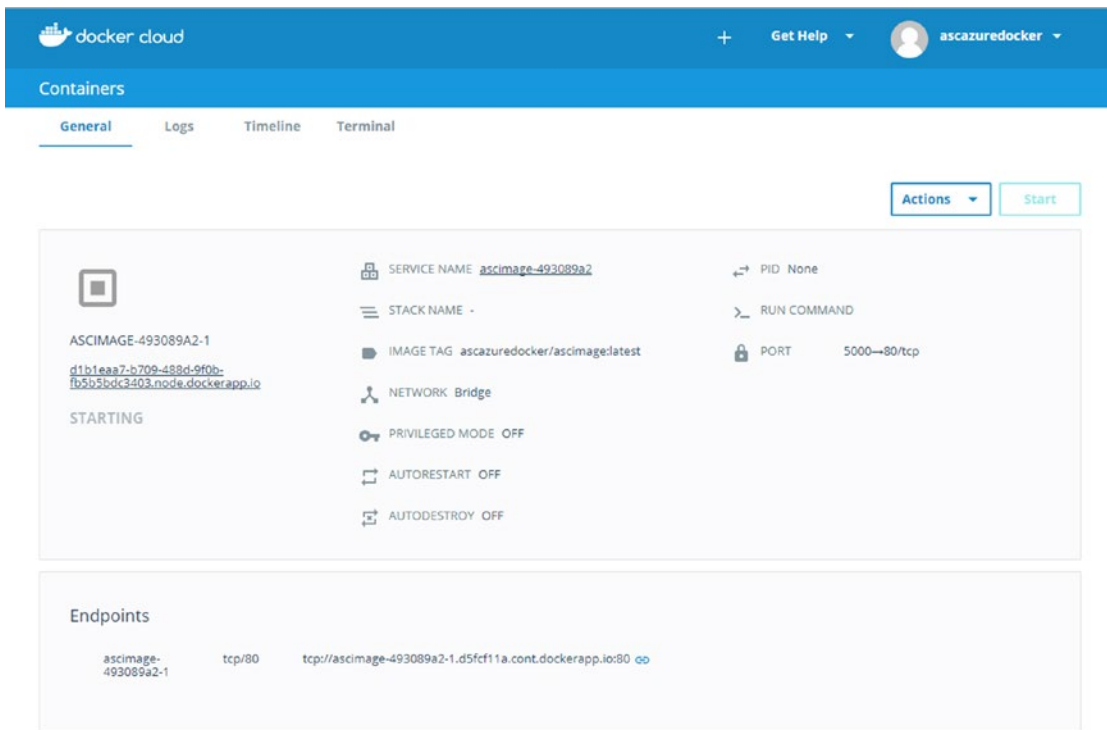 docker cloud
+ Get Help ascazuredocker
Containers
General Logs Timeline Terminal
Actions Start
ASCIMAGE-493089A2-1
d1b1eaa7-b709-488d-9f0b-
fb5b5bdc3403.node.dockerapp.io
STARTING
SERVICE NAME ascimage-493089a2
STACK NAME -
IMAGE TAG ascazuredocker/ascimage:latest
NETWORK Bridge
PRIVILEGED MODE OFF
AUTORESTART OFF
AUTODESTROY OFF
PID None
RUN COMMAND
PORT 5000→80/tcp
Endpoints
ascimage-
493089a2-1
tcp/80
tcp://ascimage-493089a2-1.d5fcf11a.cont.dockerapp.io:80